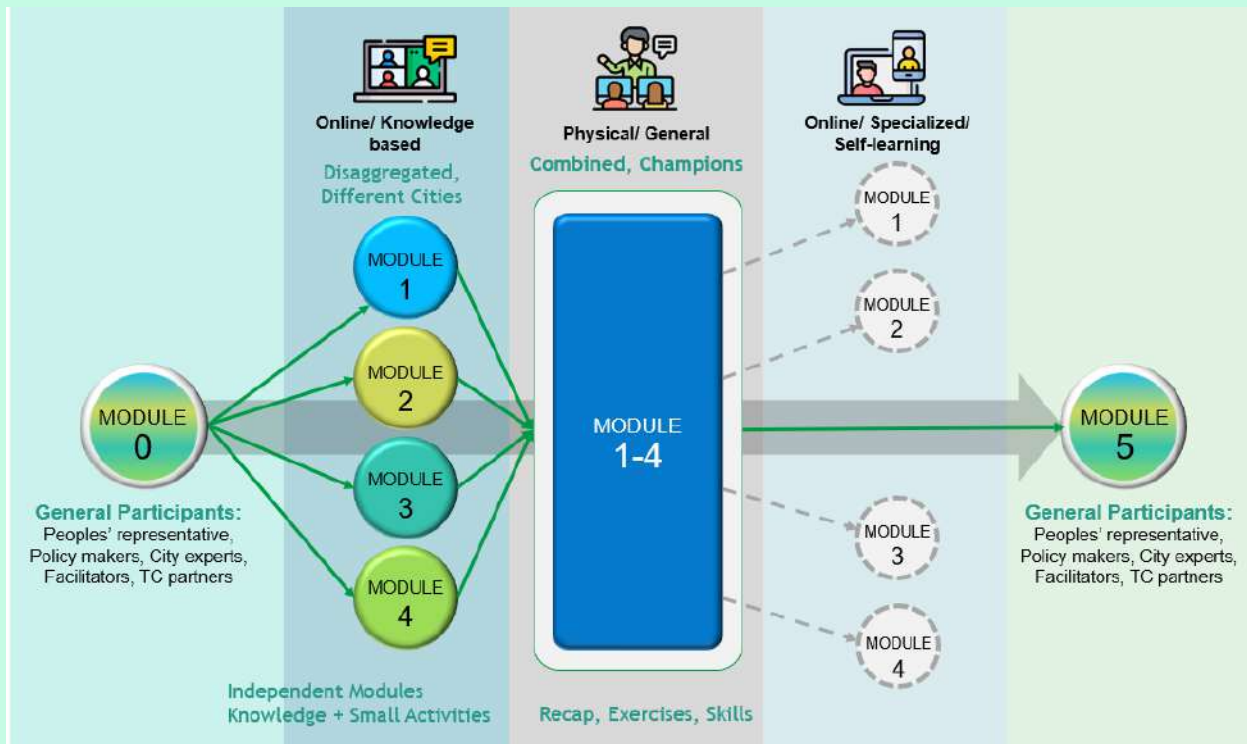 Online/ Knowledge
based
Disaggregated,
Different Cities
Physical/ General
Combined, Champions
Online/ Specialized/
Self-learning
MODULE
0
General Participants:
Peoples' representative,
Policy makers, City experts,
Facilitators, TC partners
MODULE
1
MODULE
2
MODULE
3
MODULE
4
Independent Modules
Knowledge + Small Activities
MODULE
1-4
Recap, Exercises, Skills
MODULE
1
MODULE
2
MODULE
3
MODULE
4
MODULE
5
General Participants:
Peoples' representative,
Policy makers, City experts,
Facilitators, TC partners